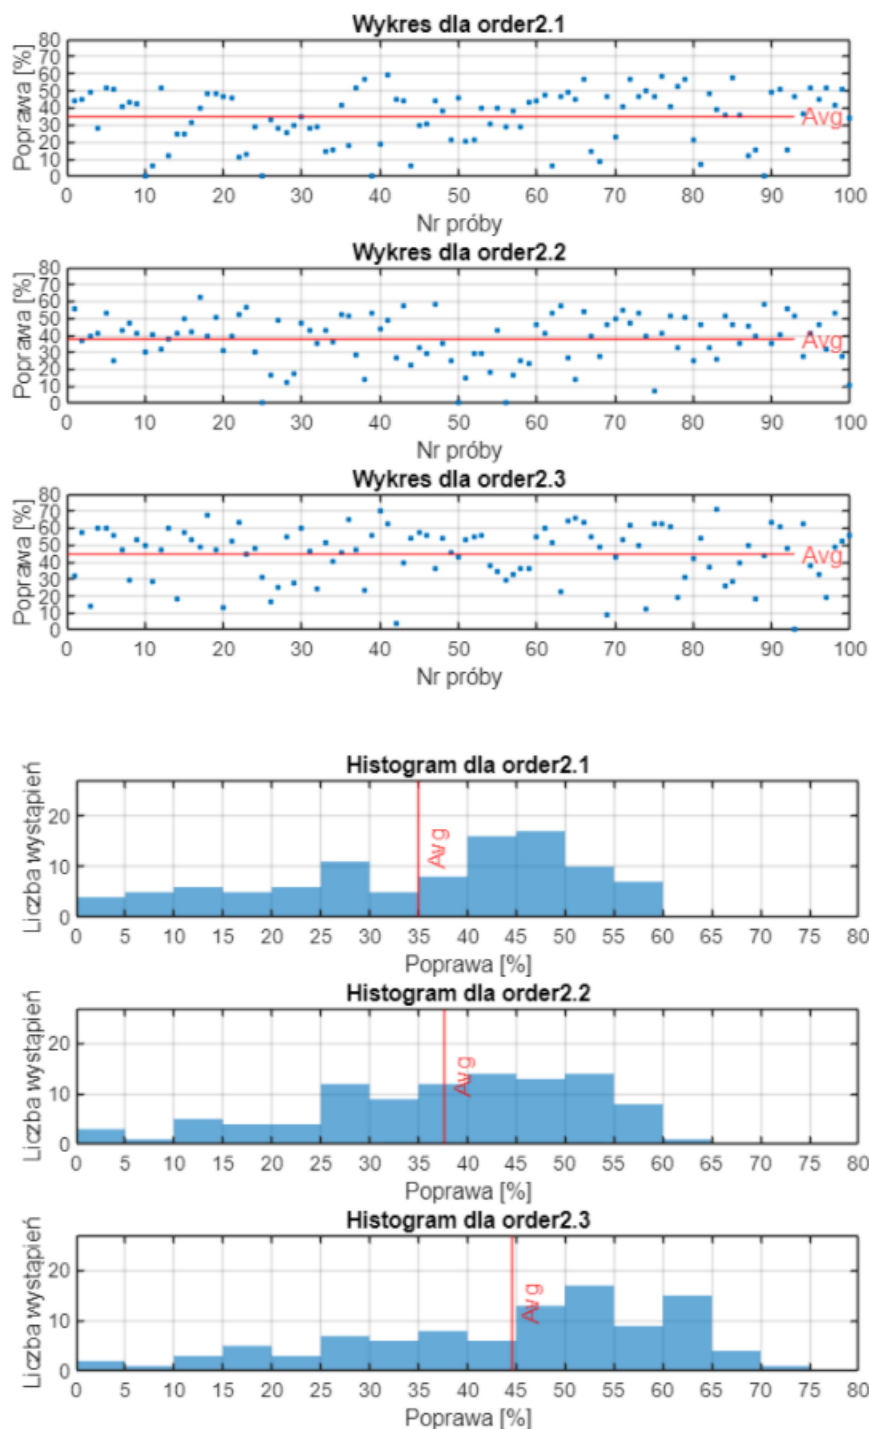 Wykres dla order2.1
Poprawa [%]
80
70
60
50
40
30
20
10
0
Avg
0 10 20 30 40 50 60 70 80 90 100
Nr próby
Wykres dla order2.2
Poprawa [%]
80
70
60
50
40
30
20
10
0
Avg
0 10 20 30 40 50 60 70 80 90 100
Nr próby
Wykres dla order2.3
Poprawa [%]
80
70
60
50
40
30
20
10
0
Avg
0 10 20 30 40 50 60 70 80 90 100
Nr próby
Histogram dla order2.1
Liczba wystąpień
20
10
0
Avg
0 5 10 15 20 25 30 35 40 45 50 55 60 65 70 75 80
Poprawa [%]
Histogram dla order2.2
Liczba wystąpień
20
10
0
Avg
0 5 10 15 20 25 30 35 40 45 50 55 60 65 70 75 80
Poprawa [%]
Histogram dla order2.3
Liczba wystąpień
20
10
0
Avg
0 5 10 15 20 25 30 35 40 45 50 55 60 65 70 75 80
Poprawa [%]